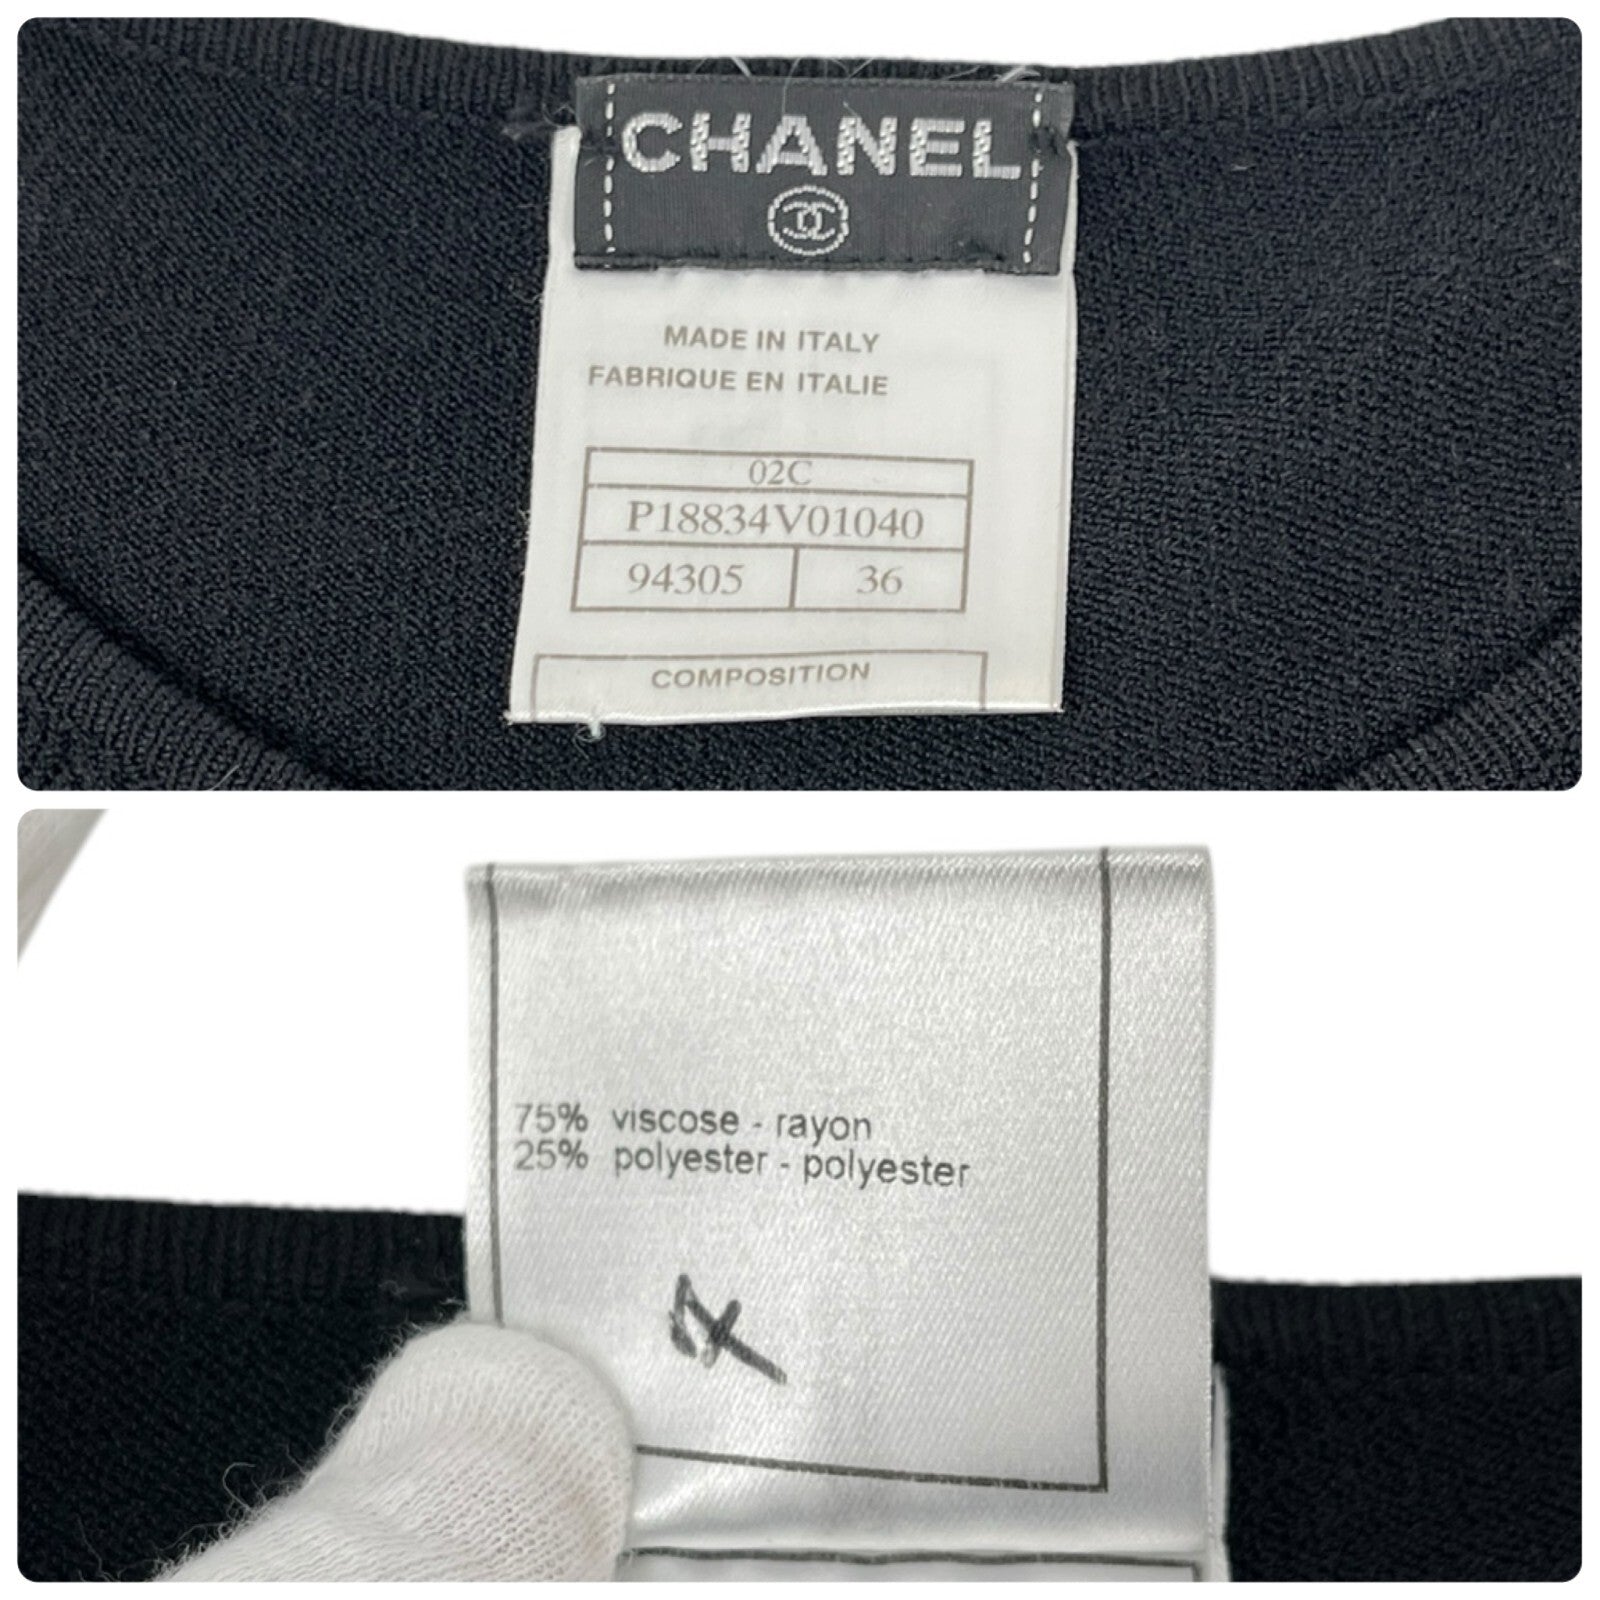 CHANEL
MADE IN ITALY
FABRIQUE EN ITALIE
02C
P18834V01040
94305 36
COMPOSITION
75% viscose - rayon
25% polyester - polyester